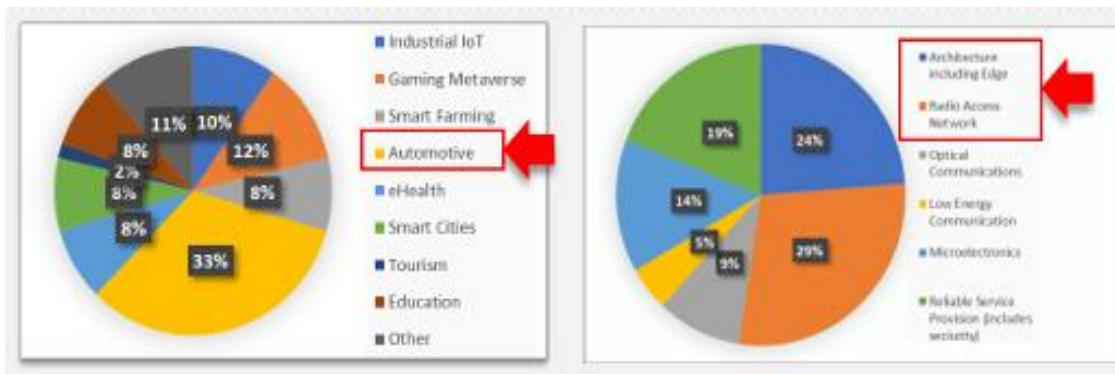 11%
10%
12%
8%
33%
8%
8%
2%
8%
Industrial IoT
Gaming Metaverse
Smart Farming
Automotive
eHealth
Smart Cities
Tourism
Education
Other
19%
24%
14%
5%
9%
29%
Architecture
including Edge
Radio Access
Network
Optical
Communications
Low Energy
Communication
Microelectronics
Reliable Service
Provision (includes
security)